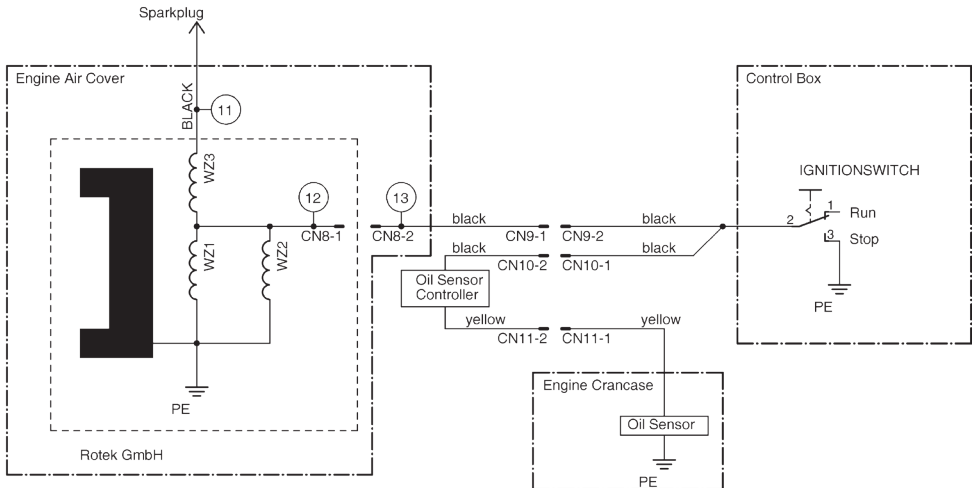 Sparkplug
Engine Air Cover
BLACK
11
WZ3
12
13
CN8-1
CN8-2
WZ1
WZ2
PE
Rotek GmbH
black
CN9-1
CN9-2
black
black
CN10-2
CN10-1
black
Oil Sensor
Controller
yellow
CN11-2
CN11-1
yellow
Engine Crancase
Oil Sensor
PE
Control Box
IGNITIONSWITCH
2
1
Run
3
Stop
PE